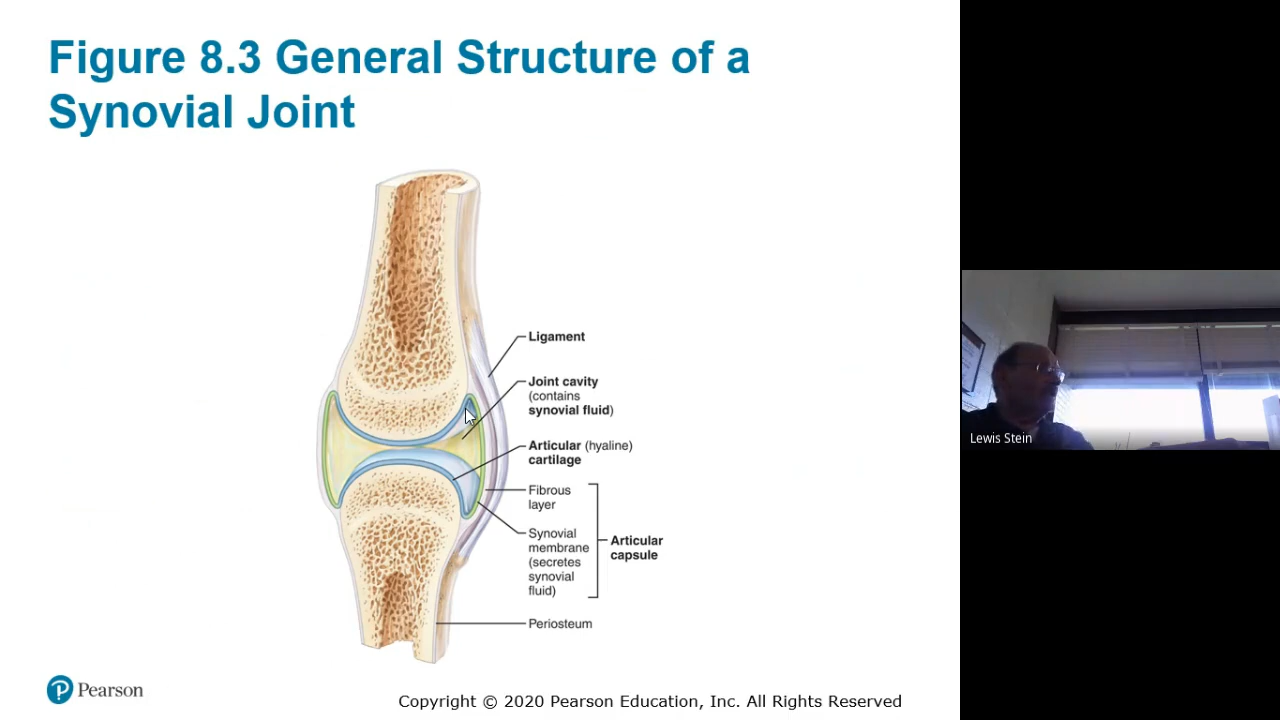 Figure 8.3 General Structure of a
Synovial Joint
Ligament
Joint cavity
(contains
synovial fluid)
Articular (hyaline)
cartilage
Fibrous
layer
Synovial
membrane
(secretes
synovial
fluid)
Articular
capsule
Periosteum
Lewis Stein
Pearson
Copyright © 2020 Pearson Education, Inc. All Rights Reserved